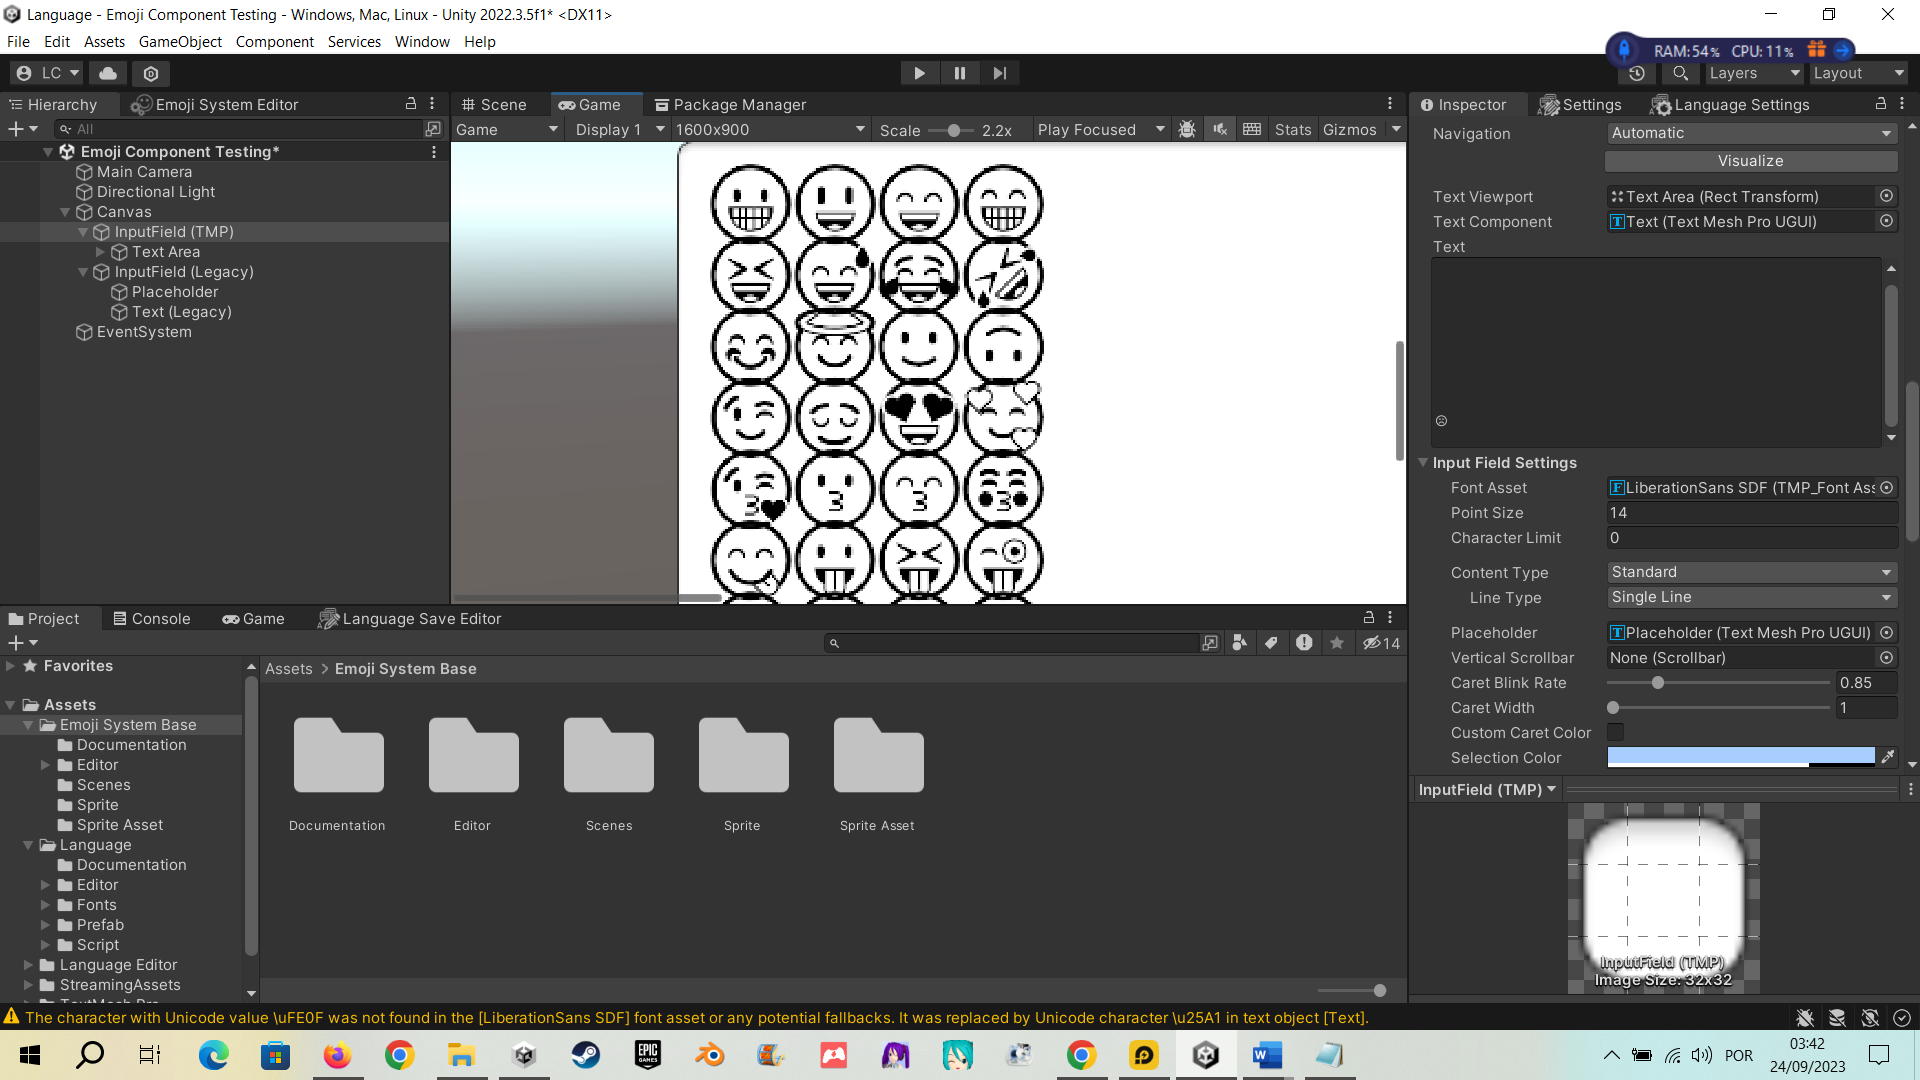 Language - Emoji Component Testing - Windows, Mac, Linux - Unity 2022.3.5f1* <DX11>
File Edit Assets GameObject Component Services Window Help
RAM:54% CPU: 11%
LC
Layers Layout
Hierarchy Emoji System Editor
All
Emoji Component Testing*
Main Camera
Directional Light
Canvas
InputField (TMP)
Text Area
InputField (Legacy)
Placeholder
Text (Legacy)
EventSystem
Scene Game Package Manager
Game Display 1 1600x900 Scale 2.2x Play Focused Stats Gizmos
Inspector Settings Language Settings
Navigation Automatic
Visualize
Text Viewport Text Area (Rect Transform)
Text Component Text (Text Mesh Pro UGUI)
Text
Input Field Settings
Font Asset LiberationSans SDF (TMP_Font Ass
Point Size 14
Character Limit 0
Content Type Standard
Line Type Single Line
Placeholder Placeholder (Text Mesh Pro UGUI)
Vertical Scrollbar None (Scrollbar)
Caret Blink Rate 0.85
Caret Width 1
Custom Caret Color
Selection Color
InputField (TMP)
InputField (TMP)
Image Size: 32x32
Project Console Game Language Save Editor
14
Favorites
Assets
Emoji System Base
Documentation
Editor
Scenes
Sprite
Sprite Asset
Language
Documentation
Editor
Fonts
Prefab
Script
Language Editor
StreamingAssets
TextMesh Pro
Assets > Emoji System Base
Documentation Editor Scenes Sprite Sprite Asset
The character with Unicode value \uFE0F was not found in the [LiberationSans SDF] font asset or any potential fallbacks. It was replaced by Unicode character \u25A1 in text object [Text].
EPIC GAMES
POR
03:42
24/09/2023